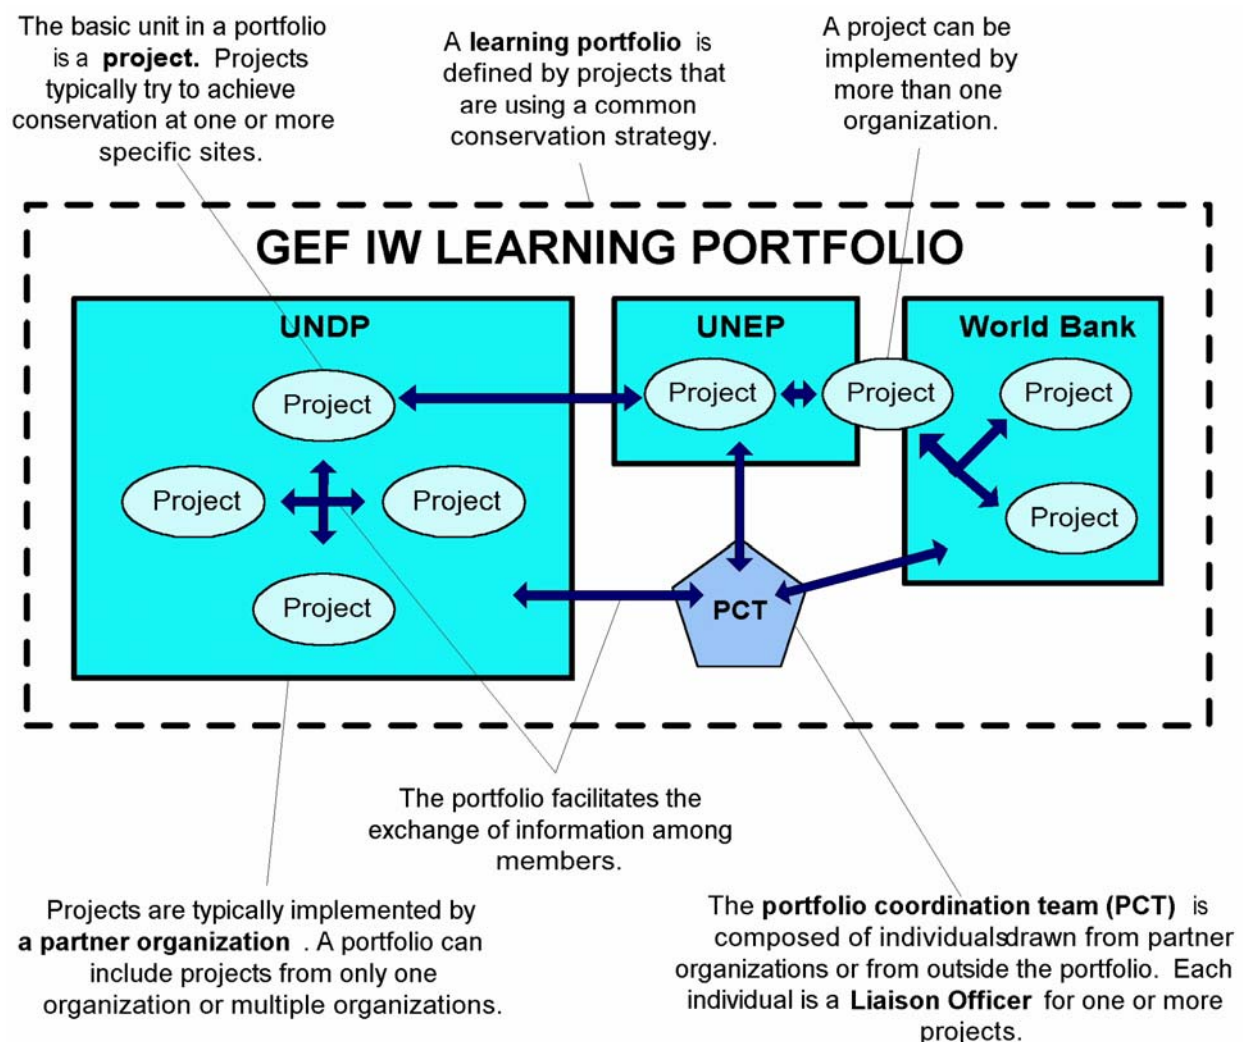 The basic unit in a portfolio
is a project. Projects
typically try to achieve
conservation at one or more
specific sites.
A learning portfolio is
defined by projects that
are using a common
conservation strategy.
A project can be
implemented by
more than one
organization.
GEF IW LEARNING PORTFOLIO
UNDP
UNEP
World Bank
Project
Project
Project
Project
Project
Project
Project
Project
Project
PCT
The portfolio facilitates the
exchange of information among
members.
Projects are typically implemented by
a partner organization . A portfolio can
include projects from only one
organization or multiple organizations.
The portfolio coordination team (PCT) is
composed of individualsdrawn from partner
organizations or from outside the portfolio. Each
individual is a Liaison Officer for one or more
projects.